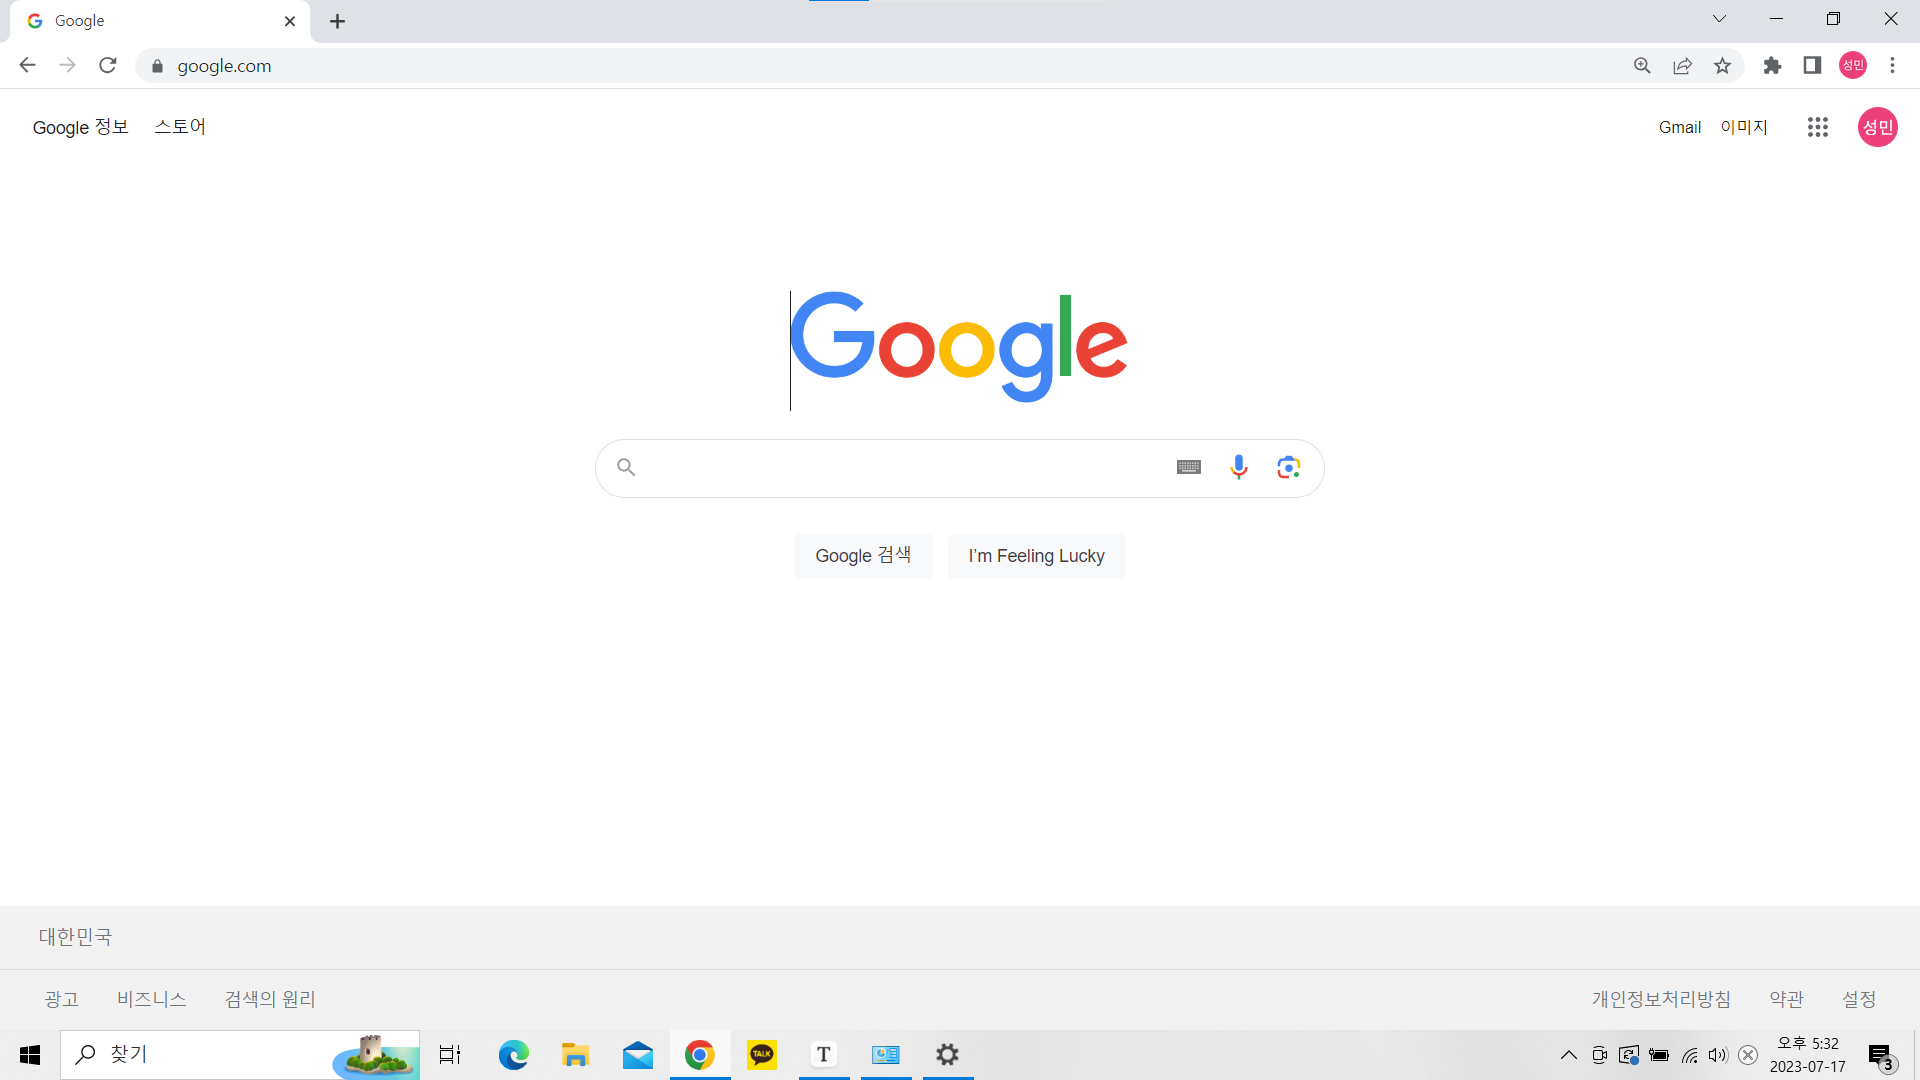 Google
google.com
성민
Google 정보 스토어
Gmail 이미지
성민
Google
Google 검색
I'm Feeling Lucky
대한민국
광고 비즈니스 검색의 원리
개인정보처리방침 약관 설정
찾기
TALK
T
오후 5:32
2023-07-17
3